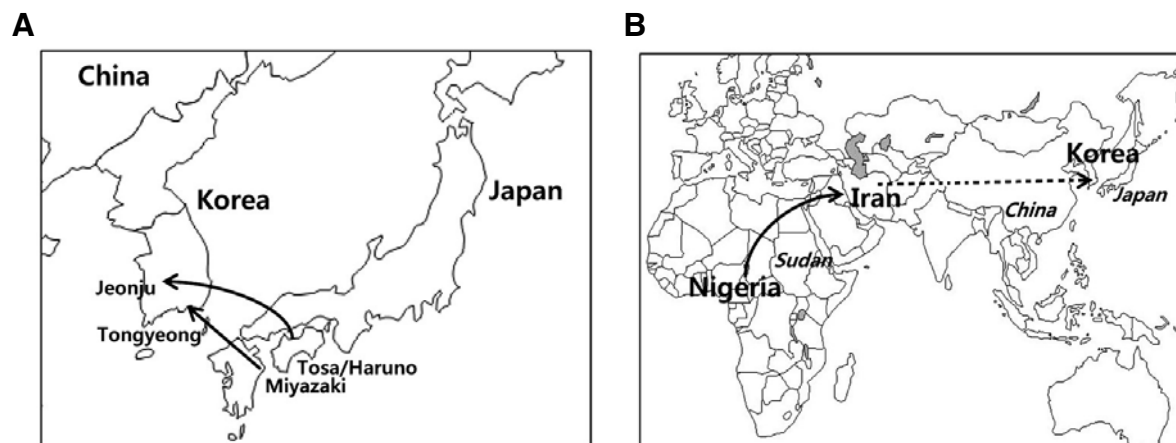 A
China
Korea
Japan
Jeonju
Tongyeong
Tosa/Haruno
Miyazaki
B
Korea
Japan
Iran
China
Sudan
Nigeria